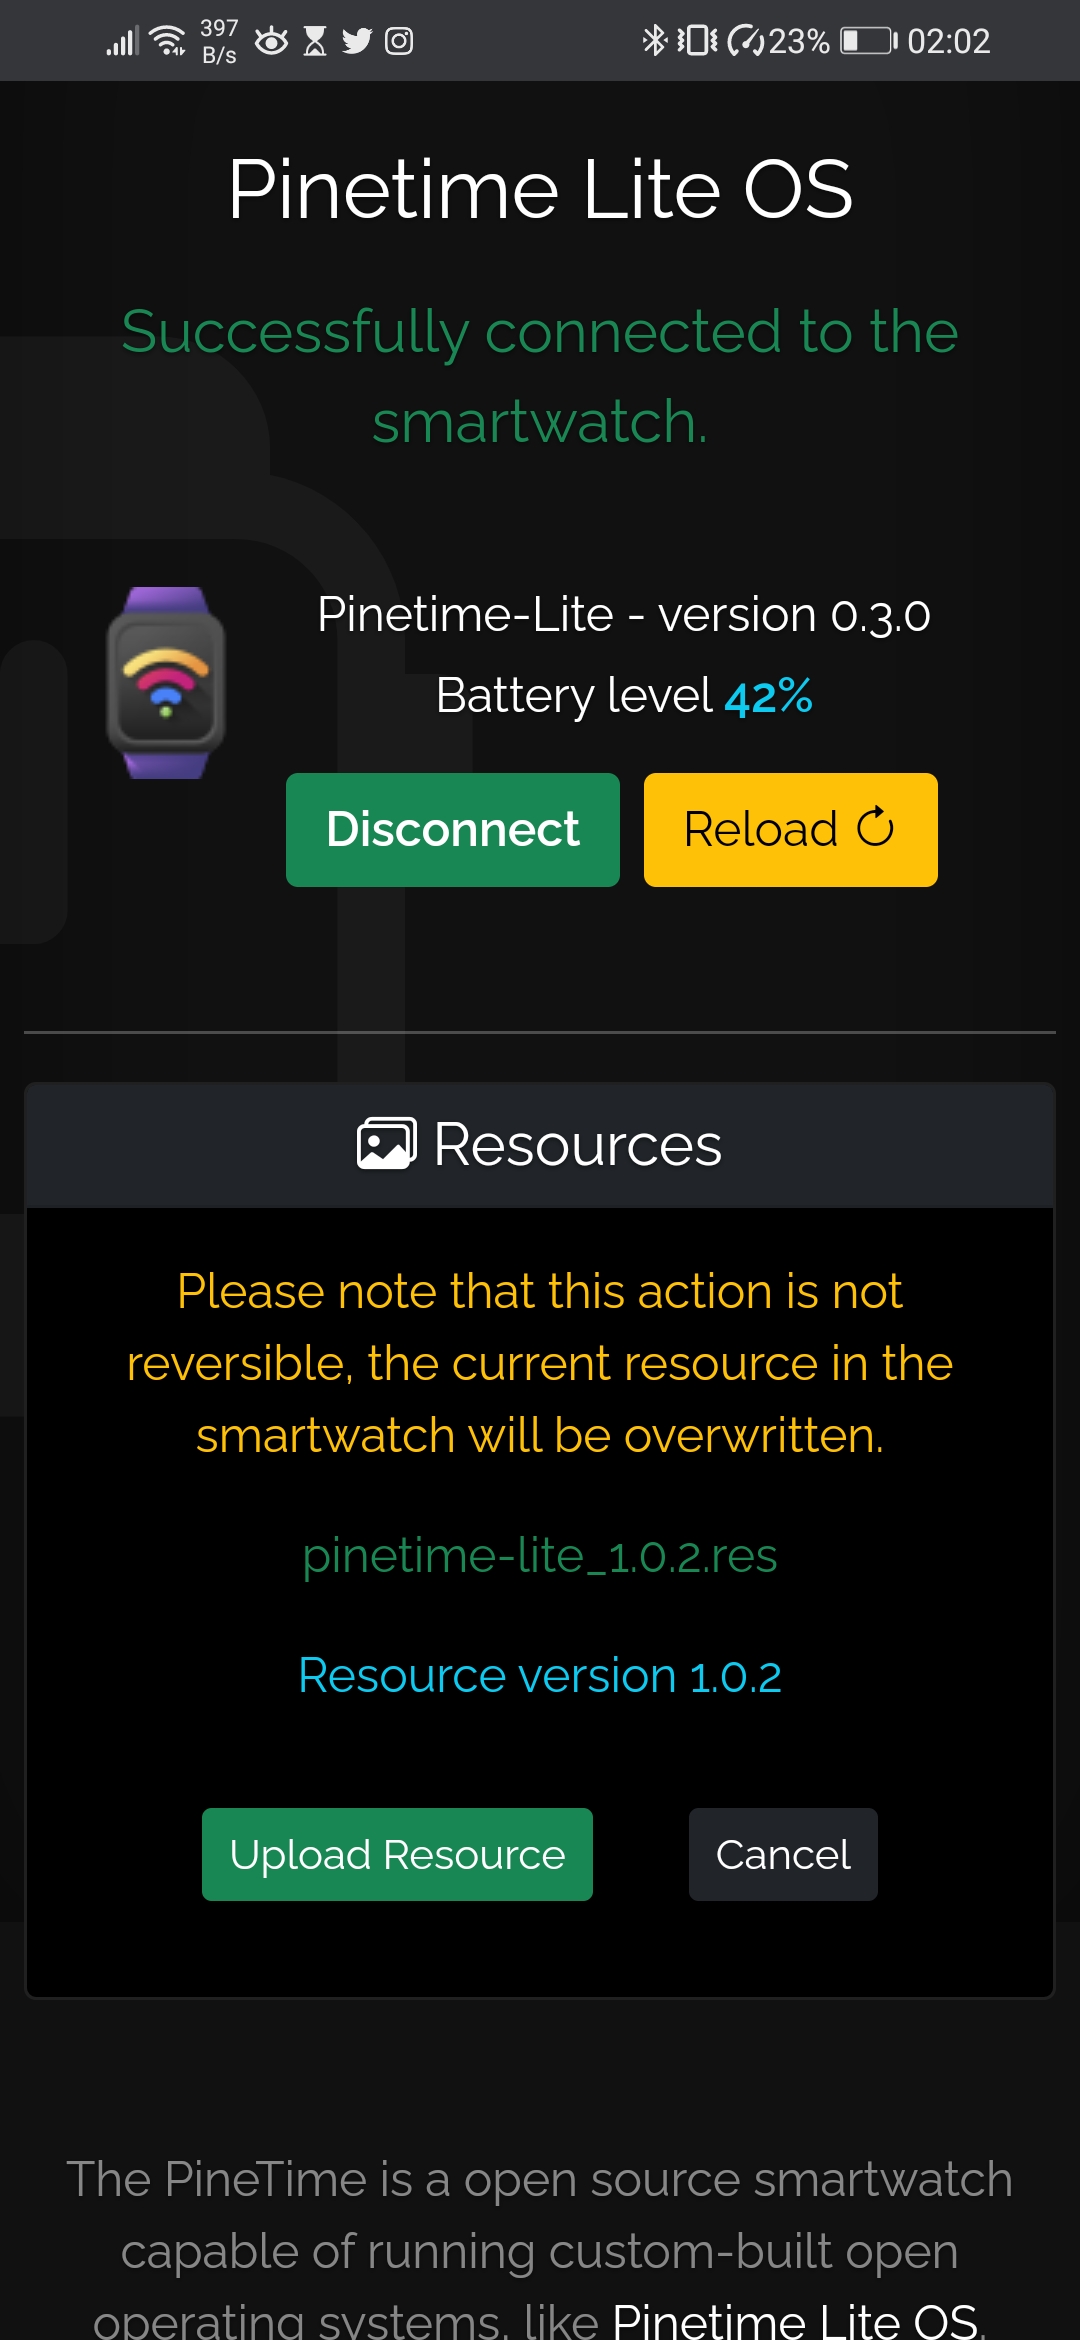 397
B/s
23%
02:02
Pinetime Lite OS
Successfully connected to the
smartwatch.
Pinetime-Lite - version 0.3.0
Battery level 42%
Disconnect
Reload
Resources
Please note that this action is not
reversible, the current resource in the
smartwatch will be overwritten.
pinetime-lite_1.0.2.res
Resource version 1.0.2
Upload Resource
Cancel
The PineTime is a open source smartwatch
capable of running custom-built open
operating systems, like Pinetime Lite OS.